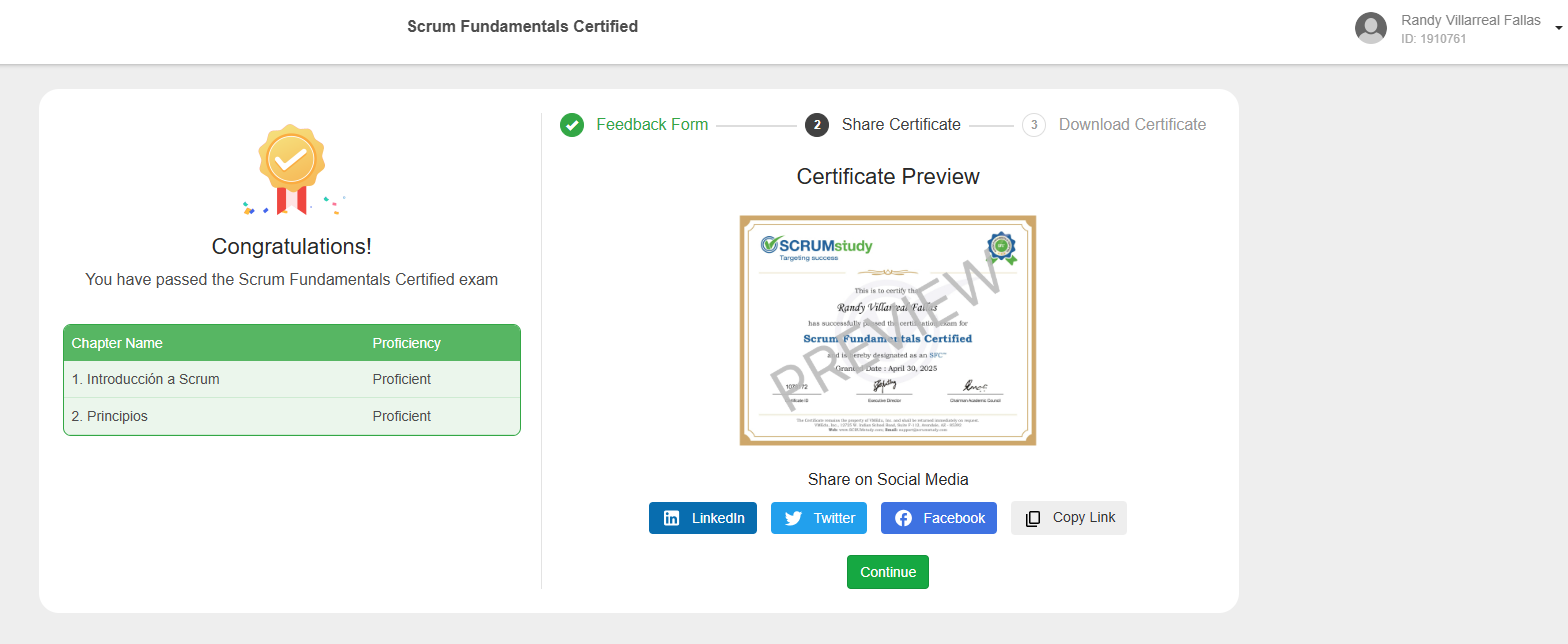 Scrum Fundamentals Certified
Randy Villarreal Fallas
ID: 1910761
Congratulations!
You have passed the Scrum Fundamentals Certified exam
Chapter Name Proficiency
1. Introducción a Scrum Proficient
2. Principios Proficient
Feedback Form
2 Share Certificate
3 Download Certificate
Certificate Preview
SCRUMstudy
Targeting success
This is to certify that
Randy Villarreal Fallas
has successfully passed the certification exam for
Scrum Fundamentals Certified
and is hereby designated as an SFC™
Granted Date : April 30, 2025
PREVIEW
Certificate ID
Executive Director
Chairman Academic Council
Share on Social Media
LinkedIn
Twitter
Facebook
Copy Link
Continue